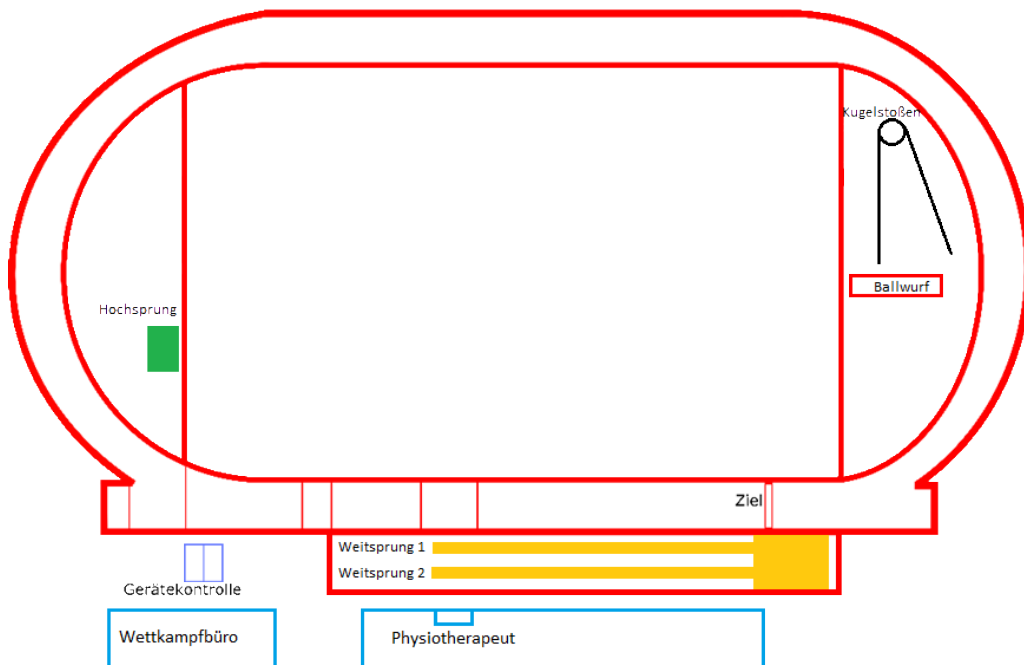 Kugelstoßen
Ballwurf
Hochsprung
Ziel
Weitsprung 1
Weitsprung 2
Gerätekontrolle
Wettkampfbüro
Physiotherapeut